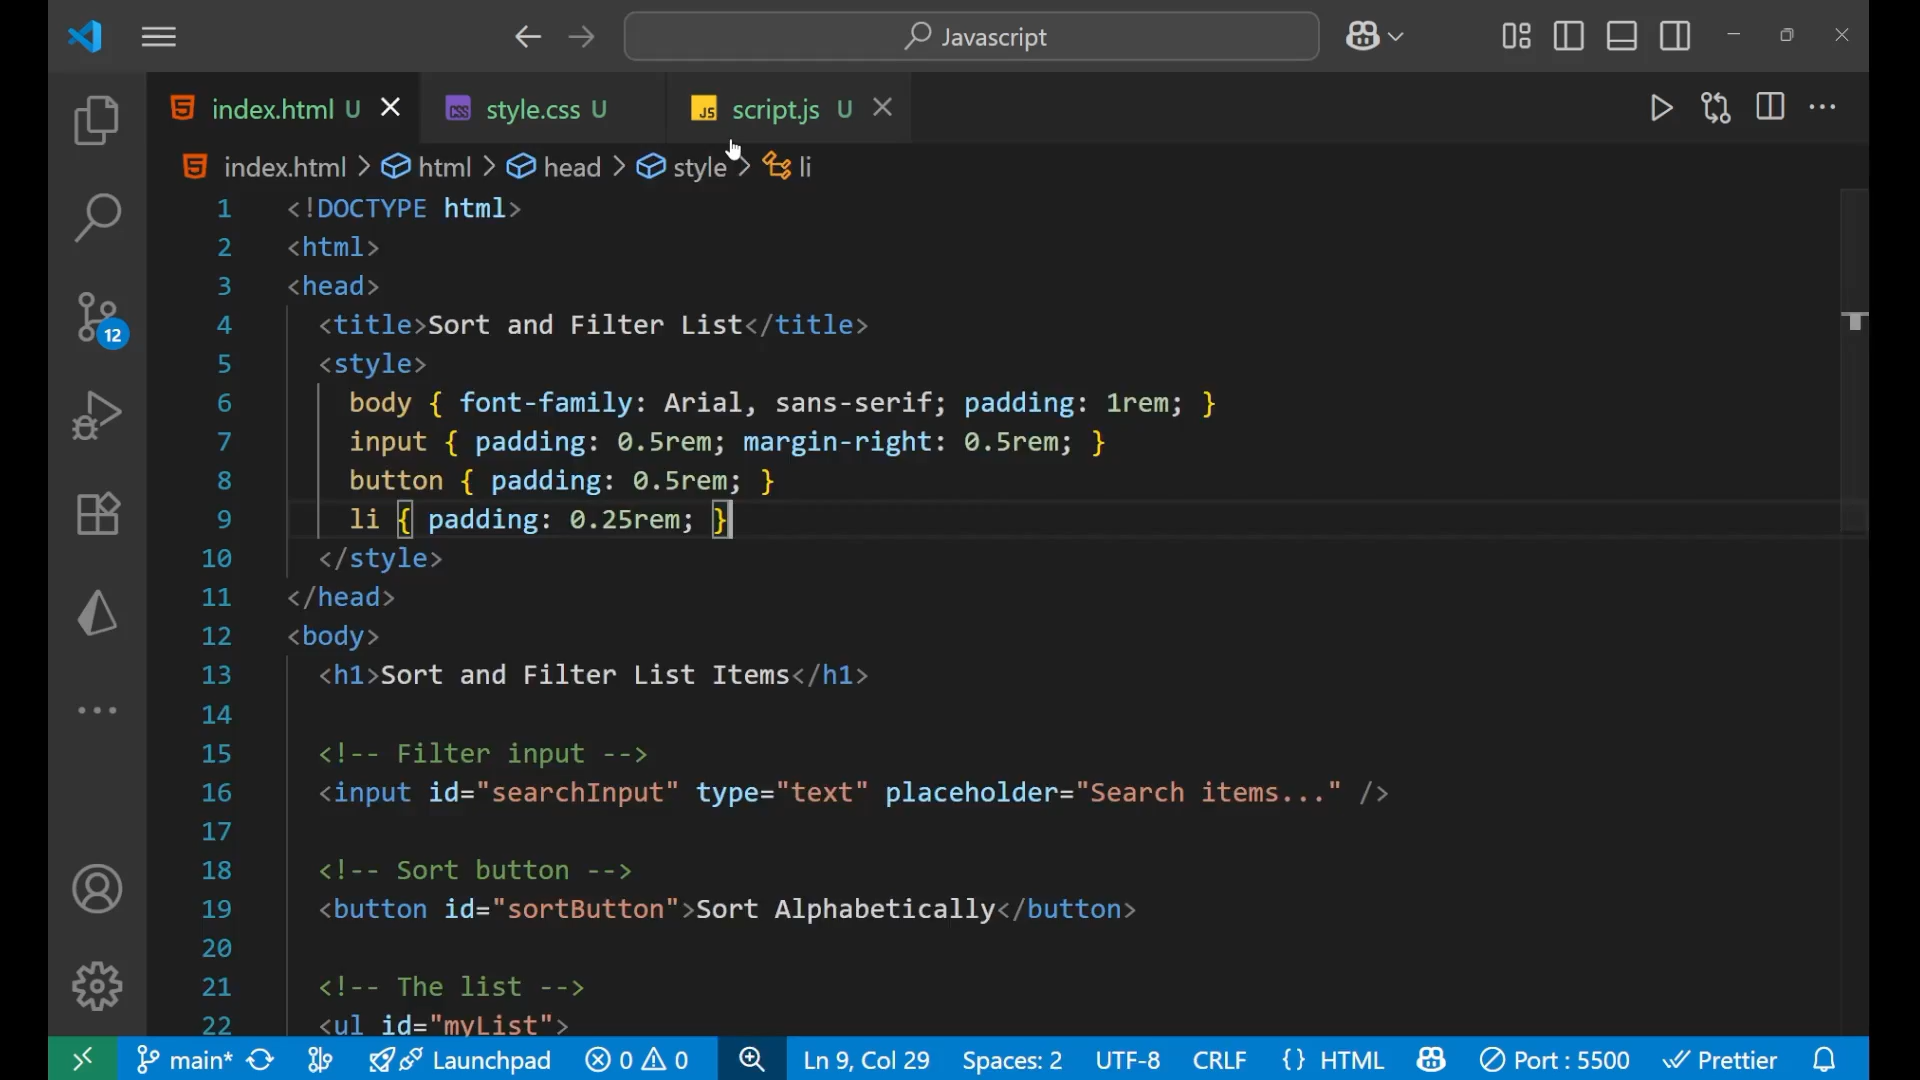 Javascript
index.html U style.css U script.js U
index.html > html > head > style > li
1 <!DOCTYPE html>
2 <html>
3 <head>
4 <title>Sort and Filter List</title>
5 <style>
6 body { font-family: Arial, sans-serif; padding: 1rem; }
7 input { padding: 0.5rem; margin-right: 0.5rem; }
8 button { padding: 0.5rem; }
9 li { padding: 0.25rem; }
10 </style>
11 </head>
12 <body>
13 <h1>Sort and Filter List Items</h1>
14
15 <!-- Filter input -->
16 <input id="searchInput" type="text" placeholder="Search items..." />
17
18 <!-- Sort button -->
19 <button id="sortButton">Sort Alphabetically</button>
20
21 <!-- The list -->
22 <ul id="myList">
12
main* Launchpad 0 0 Ln 9, Col 29 Spaces: 2 UTF-8 CRLF {} HTML Port : 5500 Prettier